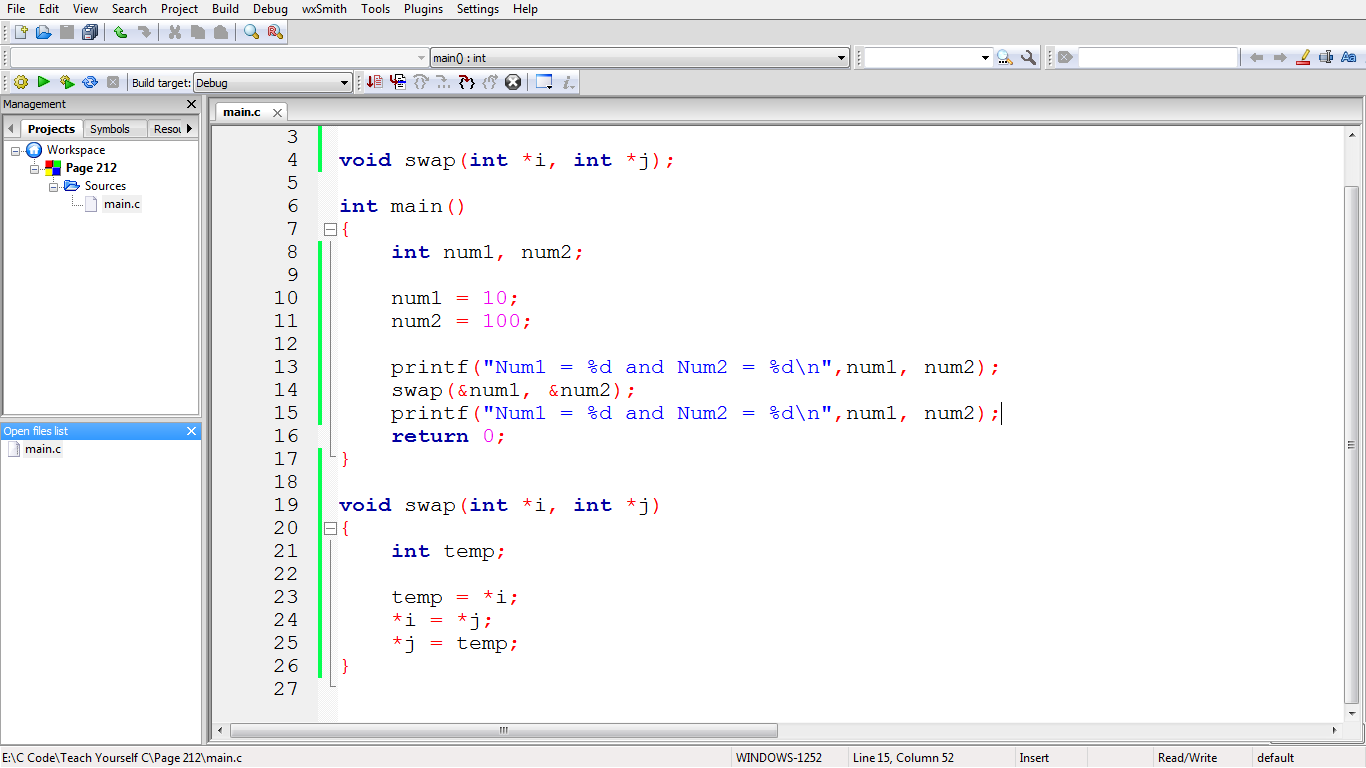 File Edit View Search Project Build Debug wxSmith Tools Plugins Settings Help
main() : int
Build target: Debug
Management
Projects Symbols Resou
Workspace
Page 212
Sources
main.c
Open files list
main.c
main.c
3
4 void swap(int *i, int *j);
5
6 int main()
7 {
8 int num1, num2;
9
10 num1 = 10;
11 num2 = 100;
12
13 printf("Num1 = %d and Num2 = %d\n",num1, num2);
14 swap(&num1, &num2);
15 printf("Num1 = %d and Num2 = %d\n",num1, num2);
16 return 0;
17 }
18
19 void swap(int *i, int *j)
20 {
21 int temp;
22
23 temp = *i;
24 *i = *j;
25 *j = temp;
26 }
27
E:\C Code\Teach Yourself C\Page 212\main.c WINDOWS-1252 Line 15, Column 52 Insert Read/Write default